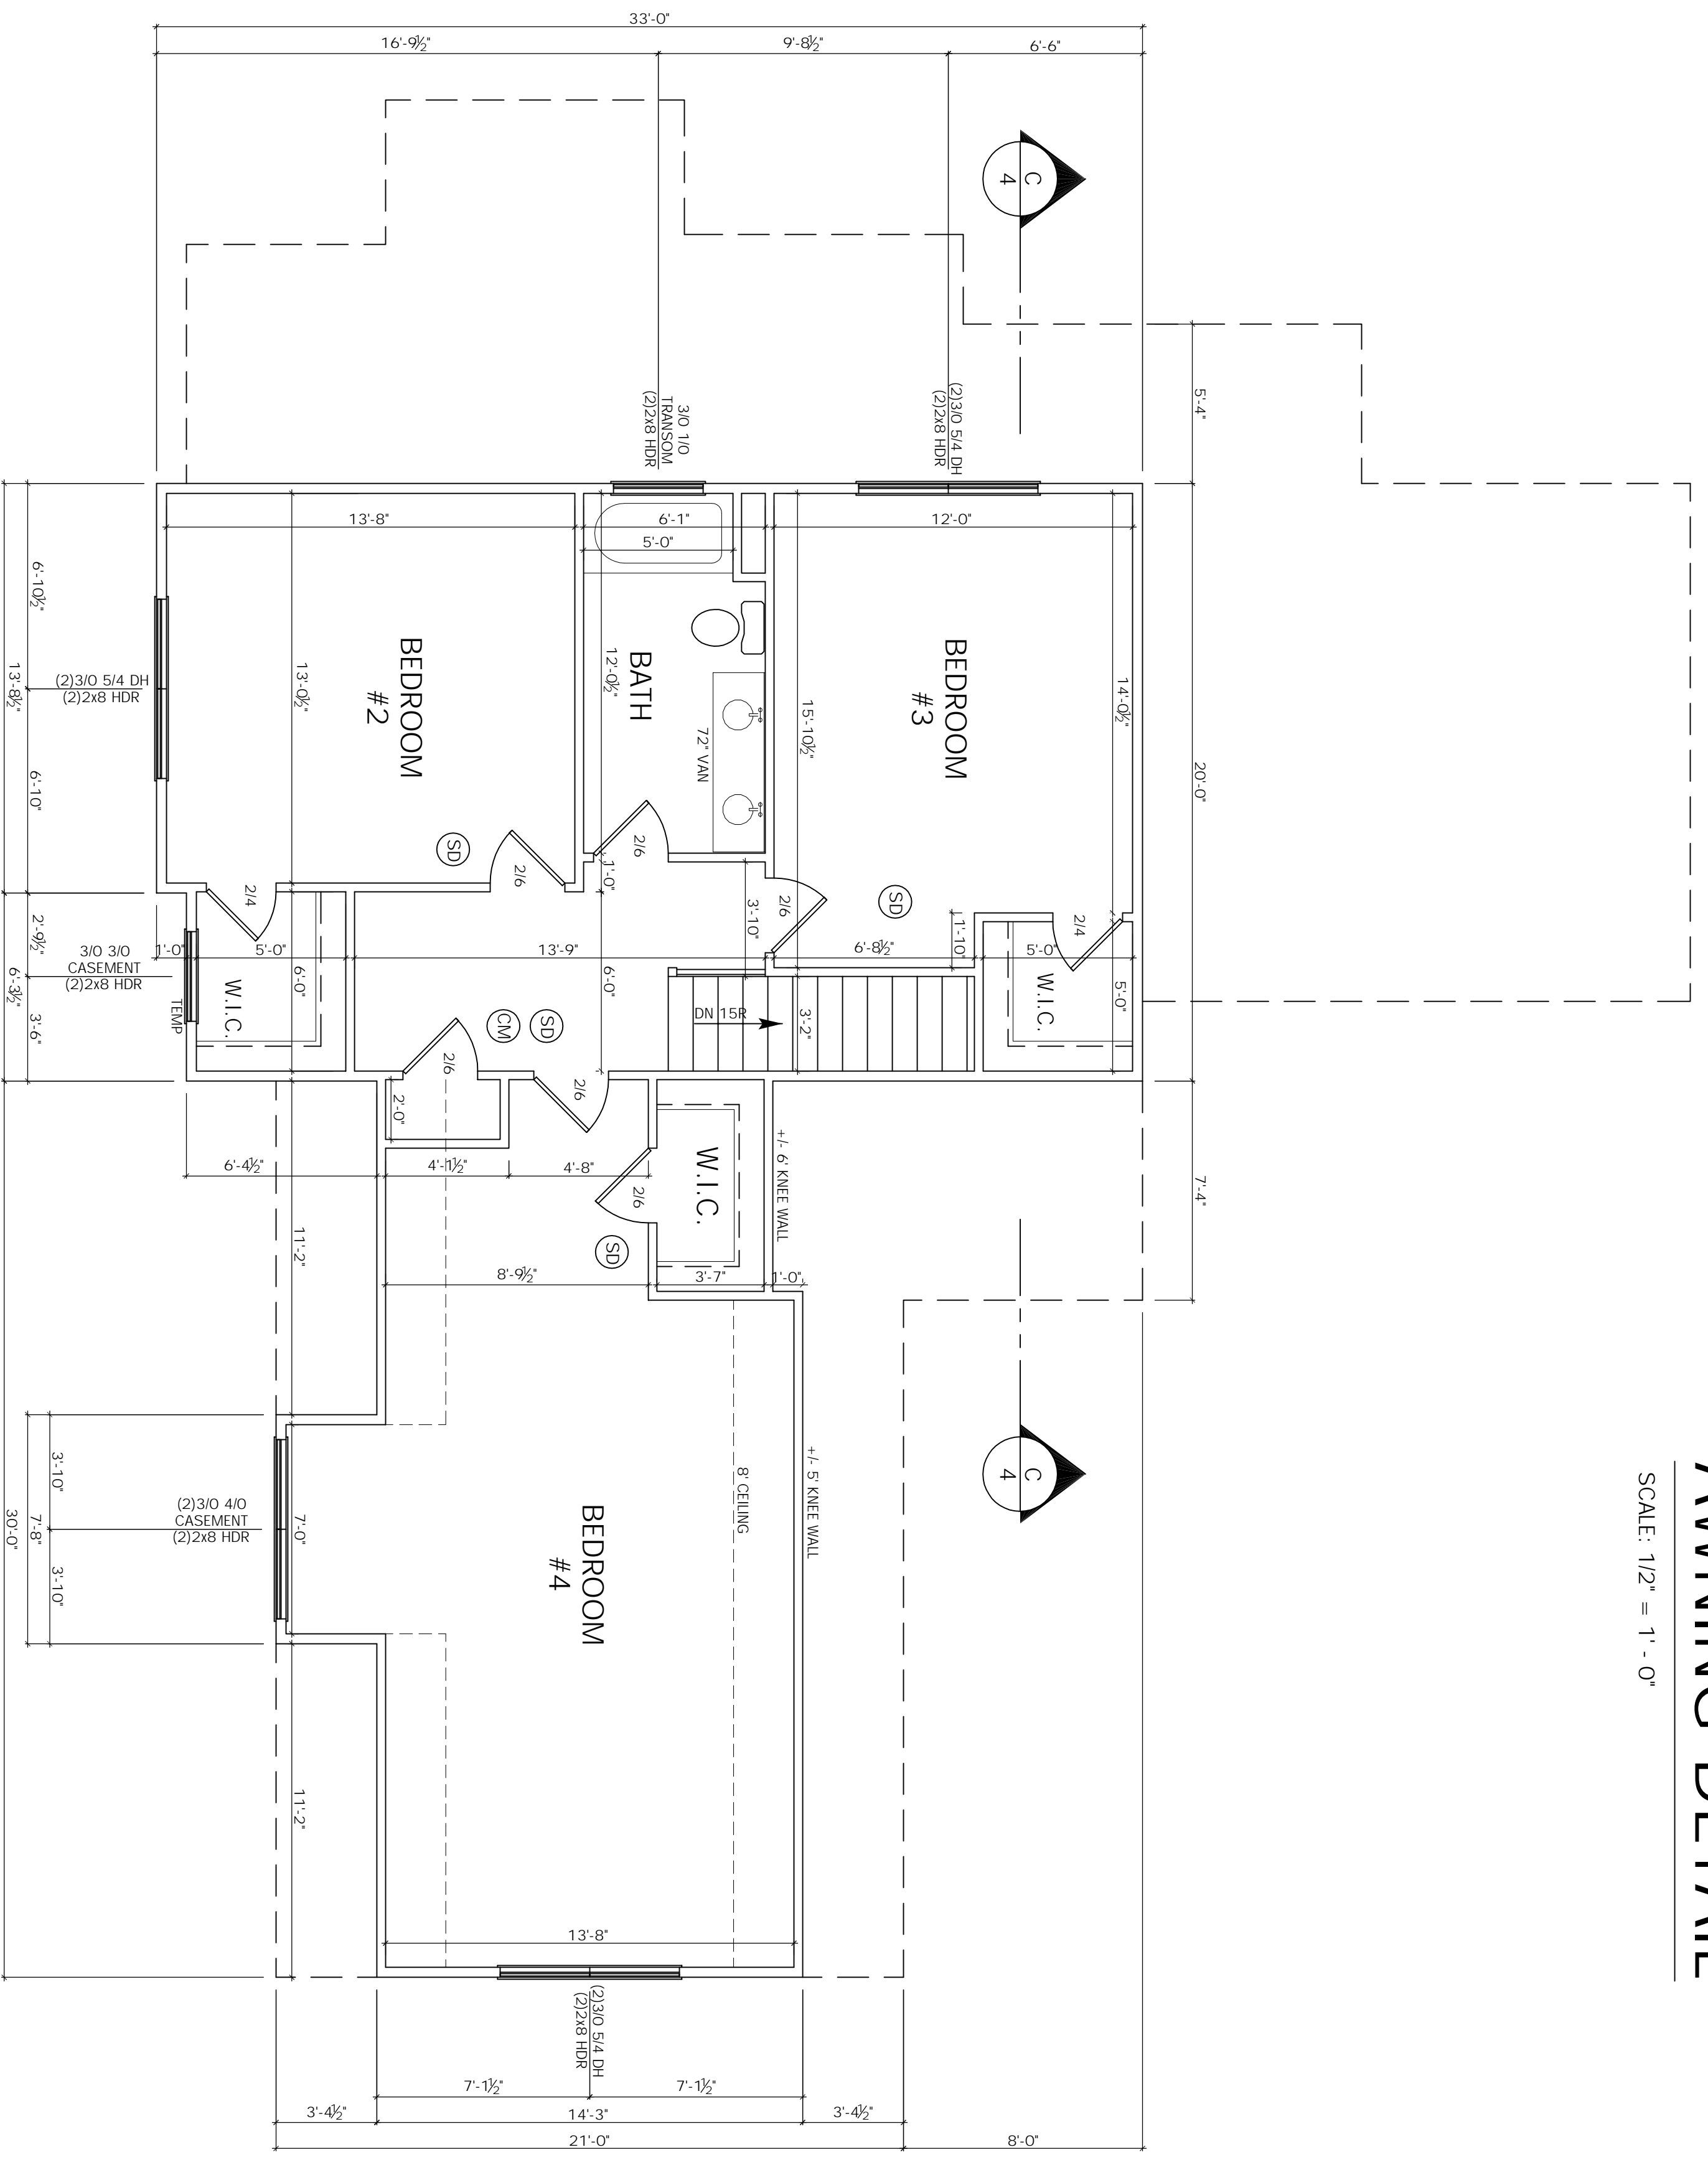 33'-0"
16'-9½"
9'-8½"
6'-6"
C
4
5'-4"
3/0 1/0
TRANSOM
(2)2x8 HDR
(2)3/0 5/4 DH
(2)2x8 HDR
13'-8"
6'-1"
5'-0"
12'-0"
6'-10½"
13'-8½"
(2)3/0 5/4 DH
(2)2x8 HDR
13'-0½"
BEDROOM
#2
12'-0½"
BATH
72" VAN
15'-10½"
BEDROOM
#3
14'-0½"
20'-0"
6'-10"
SD
2/6
2/6
1'-0"
2/6
SD
2/4
2/4
3'-10"
1'-10"
2'-9½"
6'-3½"
3'-6"
3/0 3/0
CASEMENT
(2)2x8 HDR
TEMP
1'-0"
5'-0"
13'-9"
6'-8½"
5'-0"
W.I.C.
6'-0"
6'-0"
CM
SD
DN 15R
3'-2"
W.I.C.
5'-0"
2/6
2/6
2'-0"
6'-4½"
4'-1½"
4'-8"
2/6
W.I.C.
+/- 6' KNEE WALL
7'-4"
11'-2"
SD
8'-9½"
3'-7"
1'-0"
C
4
3'-10"
7'-8"
3'-10"
30'-0"
(2)3/0 4/0
CASEMENT
(2)2x8 HDR
7'-0"
BEDROOM
#4
8' CEILING
+/- 5' KNEE WALL
11'-2"
13'-8"
(2)3/0 5/4 DH
(2)2x8 HDR
7'-1½"
7'-1½"
3'-4½"
14'-3"
3'-4½"
21'-0"
8'-0"
AWNING DETAIL
SCALE: 1/2" = 1' - 0"